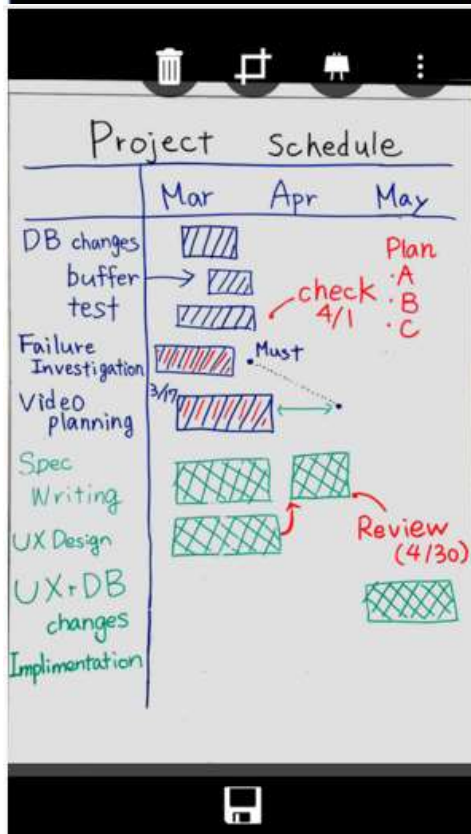 Project Schedule
Mar Apr May
DB changes
buffer
test
check
4/1
Plan
・A
・B
・C
Failure
Investigation
・Must
3/17
Video
planning
Spec
Writing
UX Design
Review
(4/30)
UX+DB
changes
Implimentation